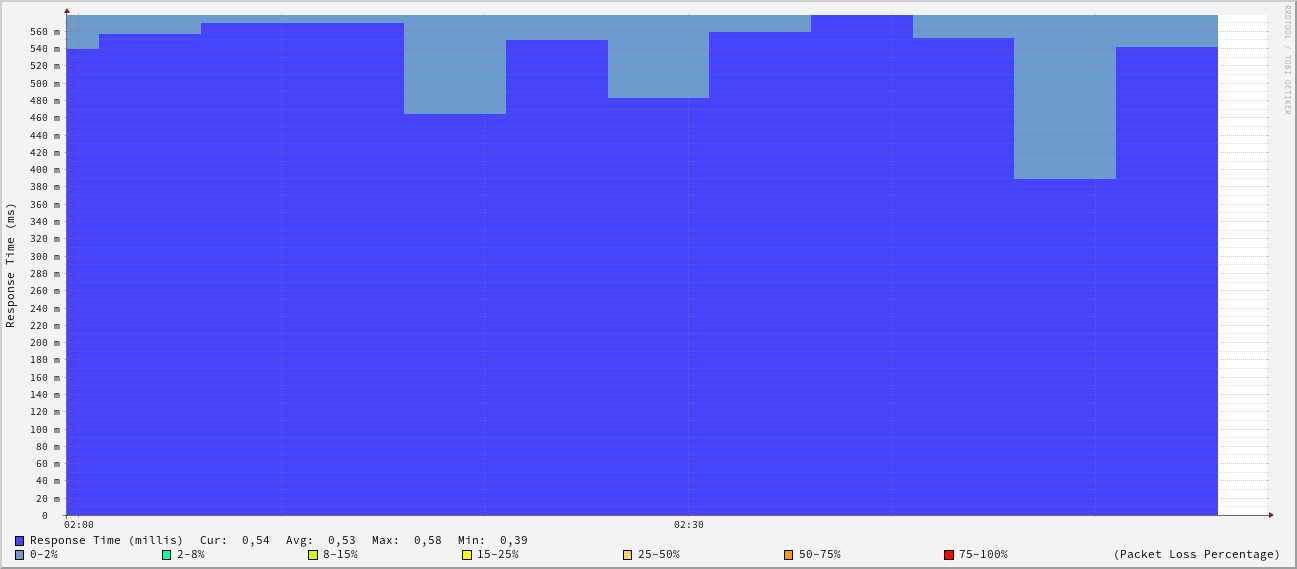 RRDTOOL / TOBI OETIKER
Response Time (ms)
560 m
540 m
520 m
500 m
480 m
460 m
440 m
420 m
400 m
380 m
360 m
340 m
320 m
300 m
280 m
260 m
240 m
220 m
200 m
180 m
160 m
140 m
120 m
100 m
80 m
60 m
40 m
20 m
0
02:00 02:30
Response Time (millis) Cur: 0,54 Avg: 0,53 Max: 0,58 Min: 0,39
0-2% 2-8% 8-15% 15-25% 25-50% 50-75% 75-100% (Packet Loss Percentage)